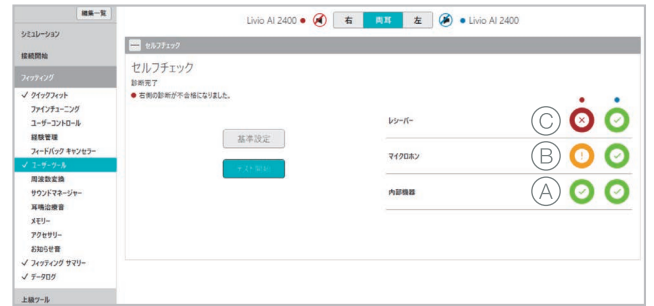 編集一覧
Livio AI 2400 右 両耳 左 Livio AI 2400
シミュレーション
接続開始
フィッティング
✓ クイックフィット
ファインチューニング
ユーザーコントロール
経験管理
フィードバック キャンセラー
✓ ユーザーツール
周波数変換
サウンドマネージャー
耳鳴治療音
メモリー
アクセサリー
お知らせ音
✓ フィッティング サマリー
✓ データログ
上級ツール
セルフチェック
セルフチェック
診断完了
右側の診断が不合格になりました。
基準設定
レシーバー C
マイクロホン B
内部機器 A